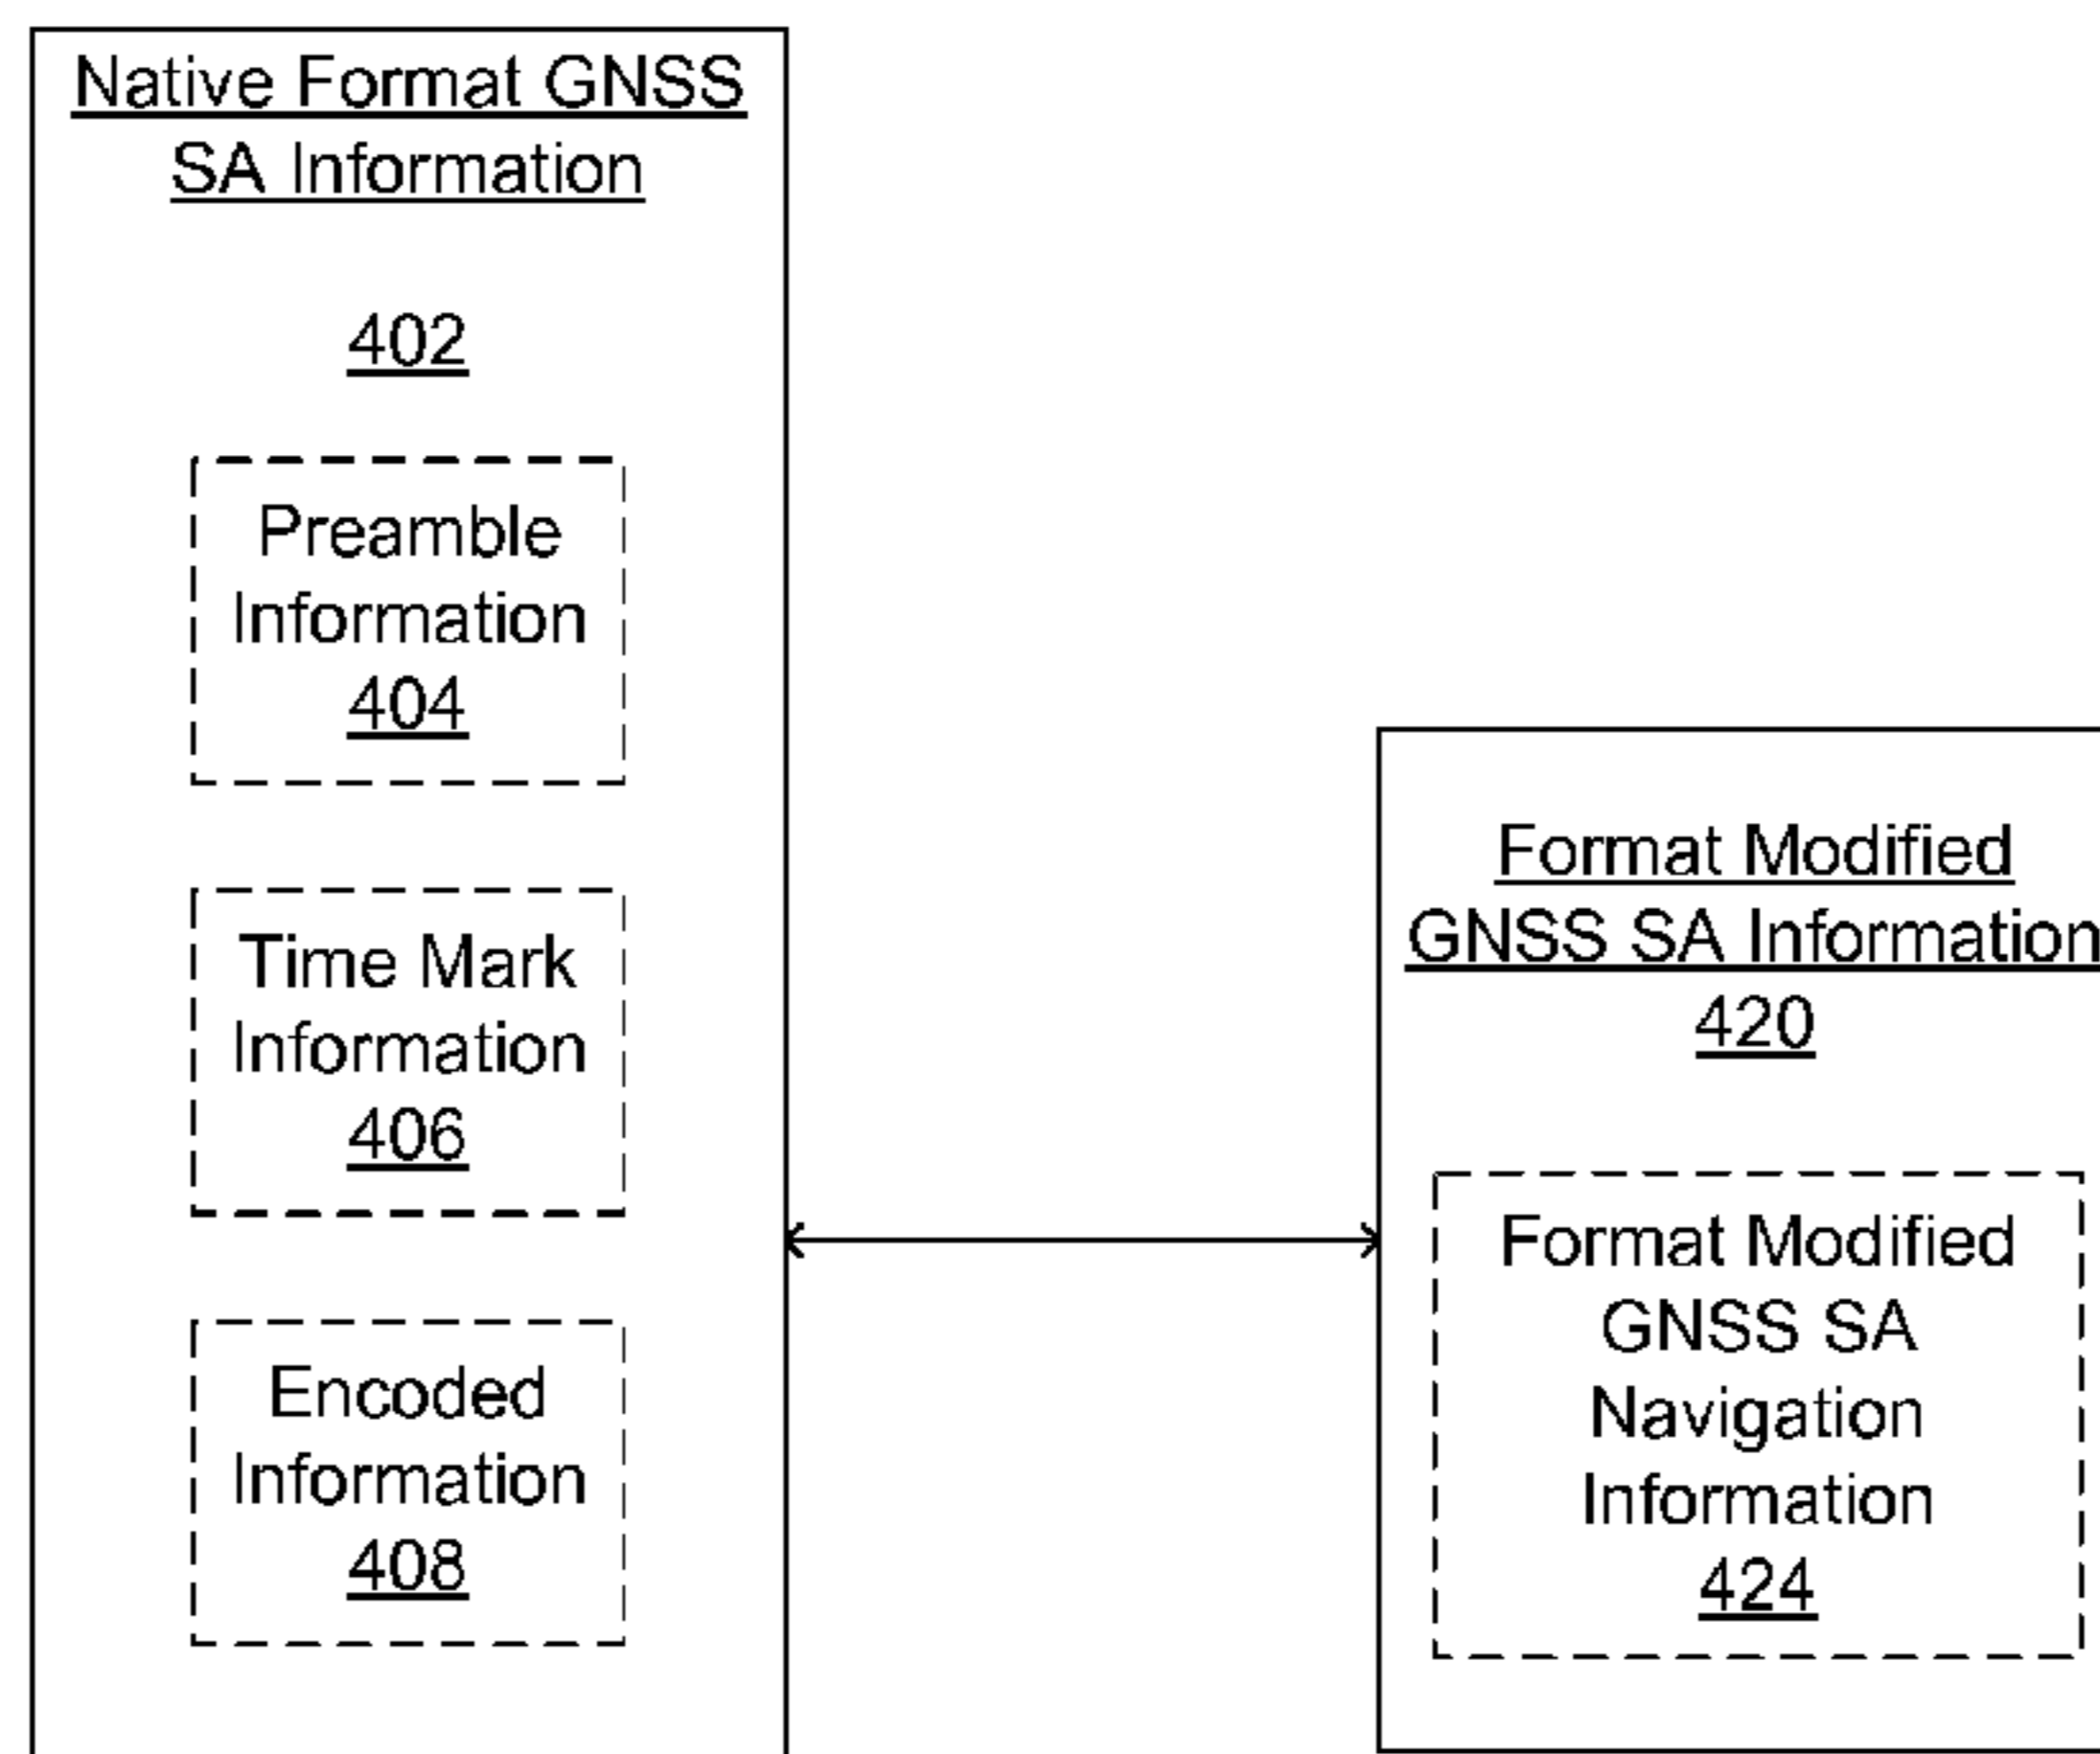 Native Format GNSS
SA Information
402
Preamble
Information
404
Time Mark
Information
406
Encoded
Information
408
Format Modified
GNSS SA Information
420
Format Modified
GNSS SA
Navigation
Information
424